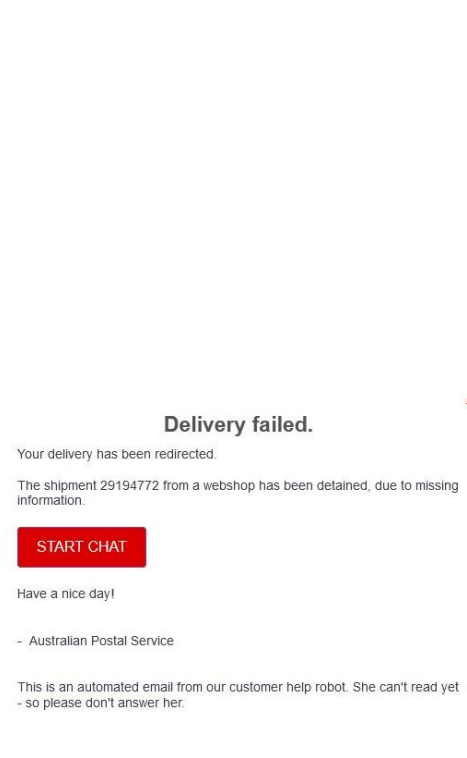 Delivery failed.
Your delivery has been redirected.
The shipment 29194772 from a webshop has been detained, due to missing
information.
START CHAT
Have a nice day!
- Australian Postal Service
This is an automated email from our customer help robot. She can't read yet
- so please don't answer her.